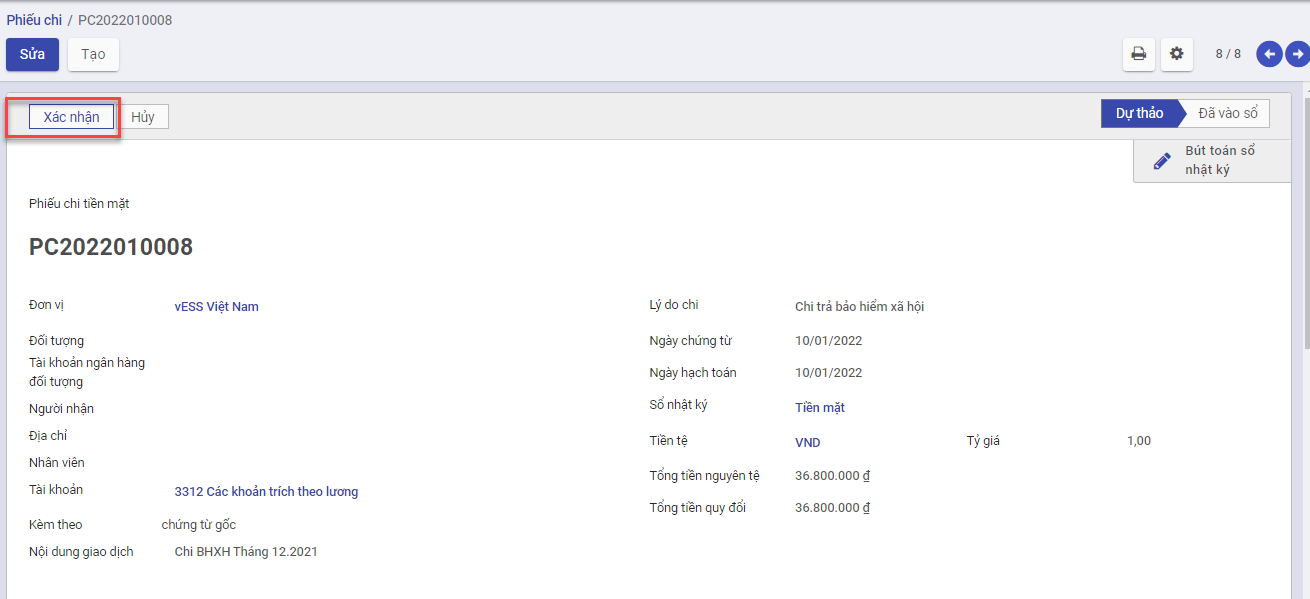 Phiếu chi / PC2022010008
Sửa Tạo 8 / 8
Xác nhận Hủy Dự thảo Đã vào sổ
Bút toán sổ
nhật ký
Phiếu chi tiền mặt
PC2022010008
Đơn vị vESS Việt Nam Lý do chi Chi trả bảo hiểm xã hội
Đối tượng Ngày chứng từ 10/01/2022
Tài khoản ngân hàng
đối tượng Ngày hạch toán 10/01/2022
Người nhận Sổ nhật ký Tiền mặt
Địa chỉ Tiền tệ VND Tỷ giá 1,00
Nhân viên Tổng tiền nguyên tệ 36.800.000 ₫
Tài khoản 3312 Các khoản trích theo lương Tổng tiền quy đổi 36.800.000 ₫
Kèm theo chứng từ gốc
Nội dung giao dịch Chi BHXH Tháng 12.2021